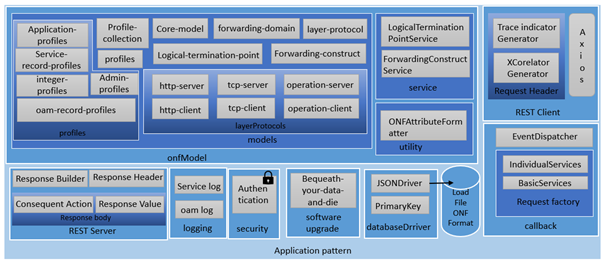 Application-
profiles
Service-
record-profiles
integer-
profiles
Admin-
profiles
oam-record-profiles
profiles
Profile-
collection
profiles
Core-model
forwarding-domain
layer-protocol
Logical-termination-point
Forwarding-construct
http-server
tcp-server
operation-server
http-client
tcp-client
operation-client
layerProtocols
models
onfModel
LogicalTermination
PointService
ForwardingConstruct
Service
service
ONFAttributeForm
atter
utility
Trace indicator
Generator
XCorelator
Generator
Request Header
Axios
REST Client
EventDispatcher
IndividualServices
BasicServices
Request factory
callback
Response Builder
Response Header
Consequent Action
Response Value
Response body
REST Server
Service log
oam log
logging
Authen
tication
security
Bequeath-
your-data-
and-die
software
upgrade
JSONDriver
PrimaryKey
databaseDrriver
Load
File
ONF
Format
Application pattern